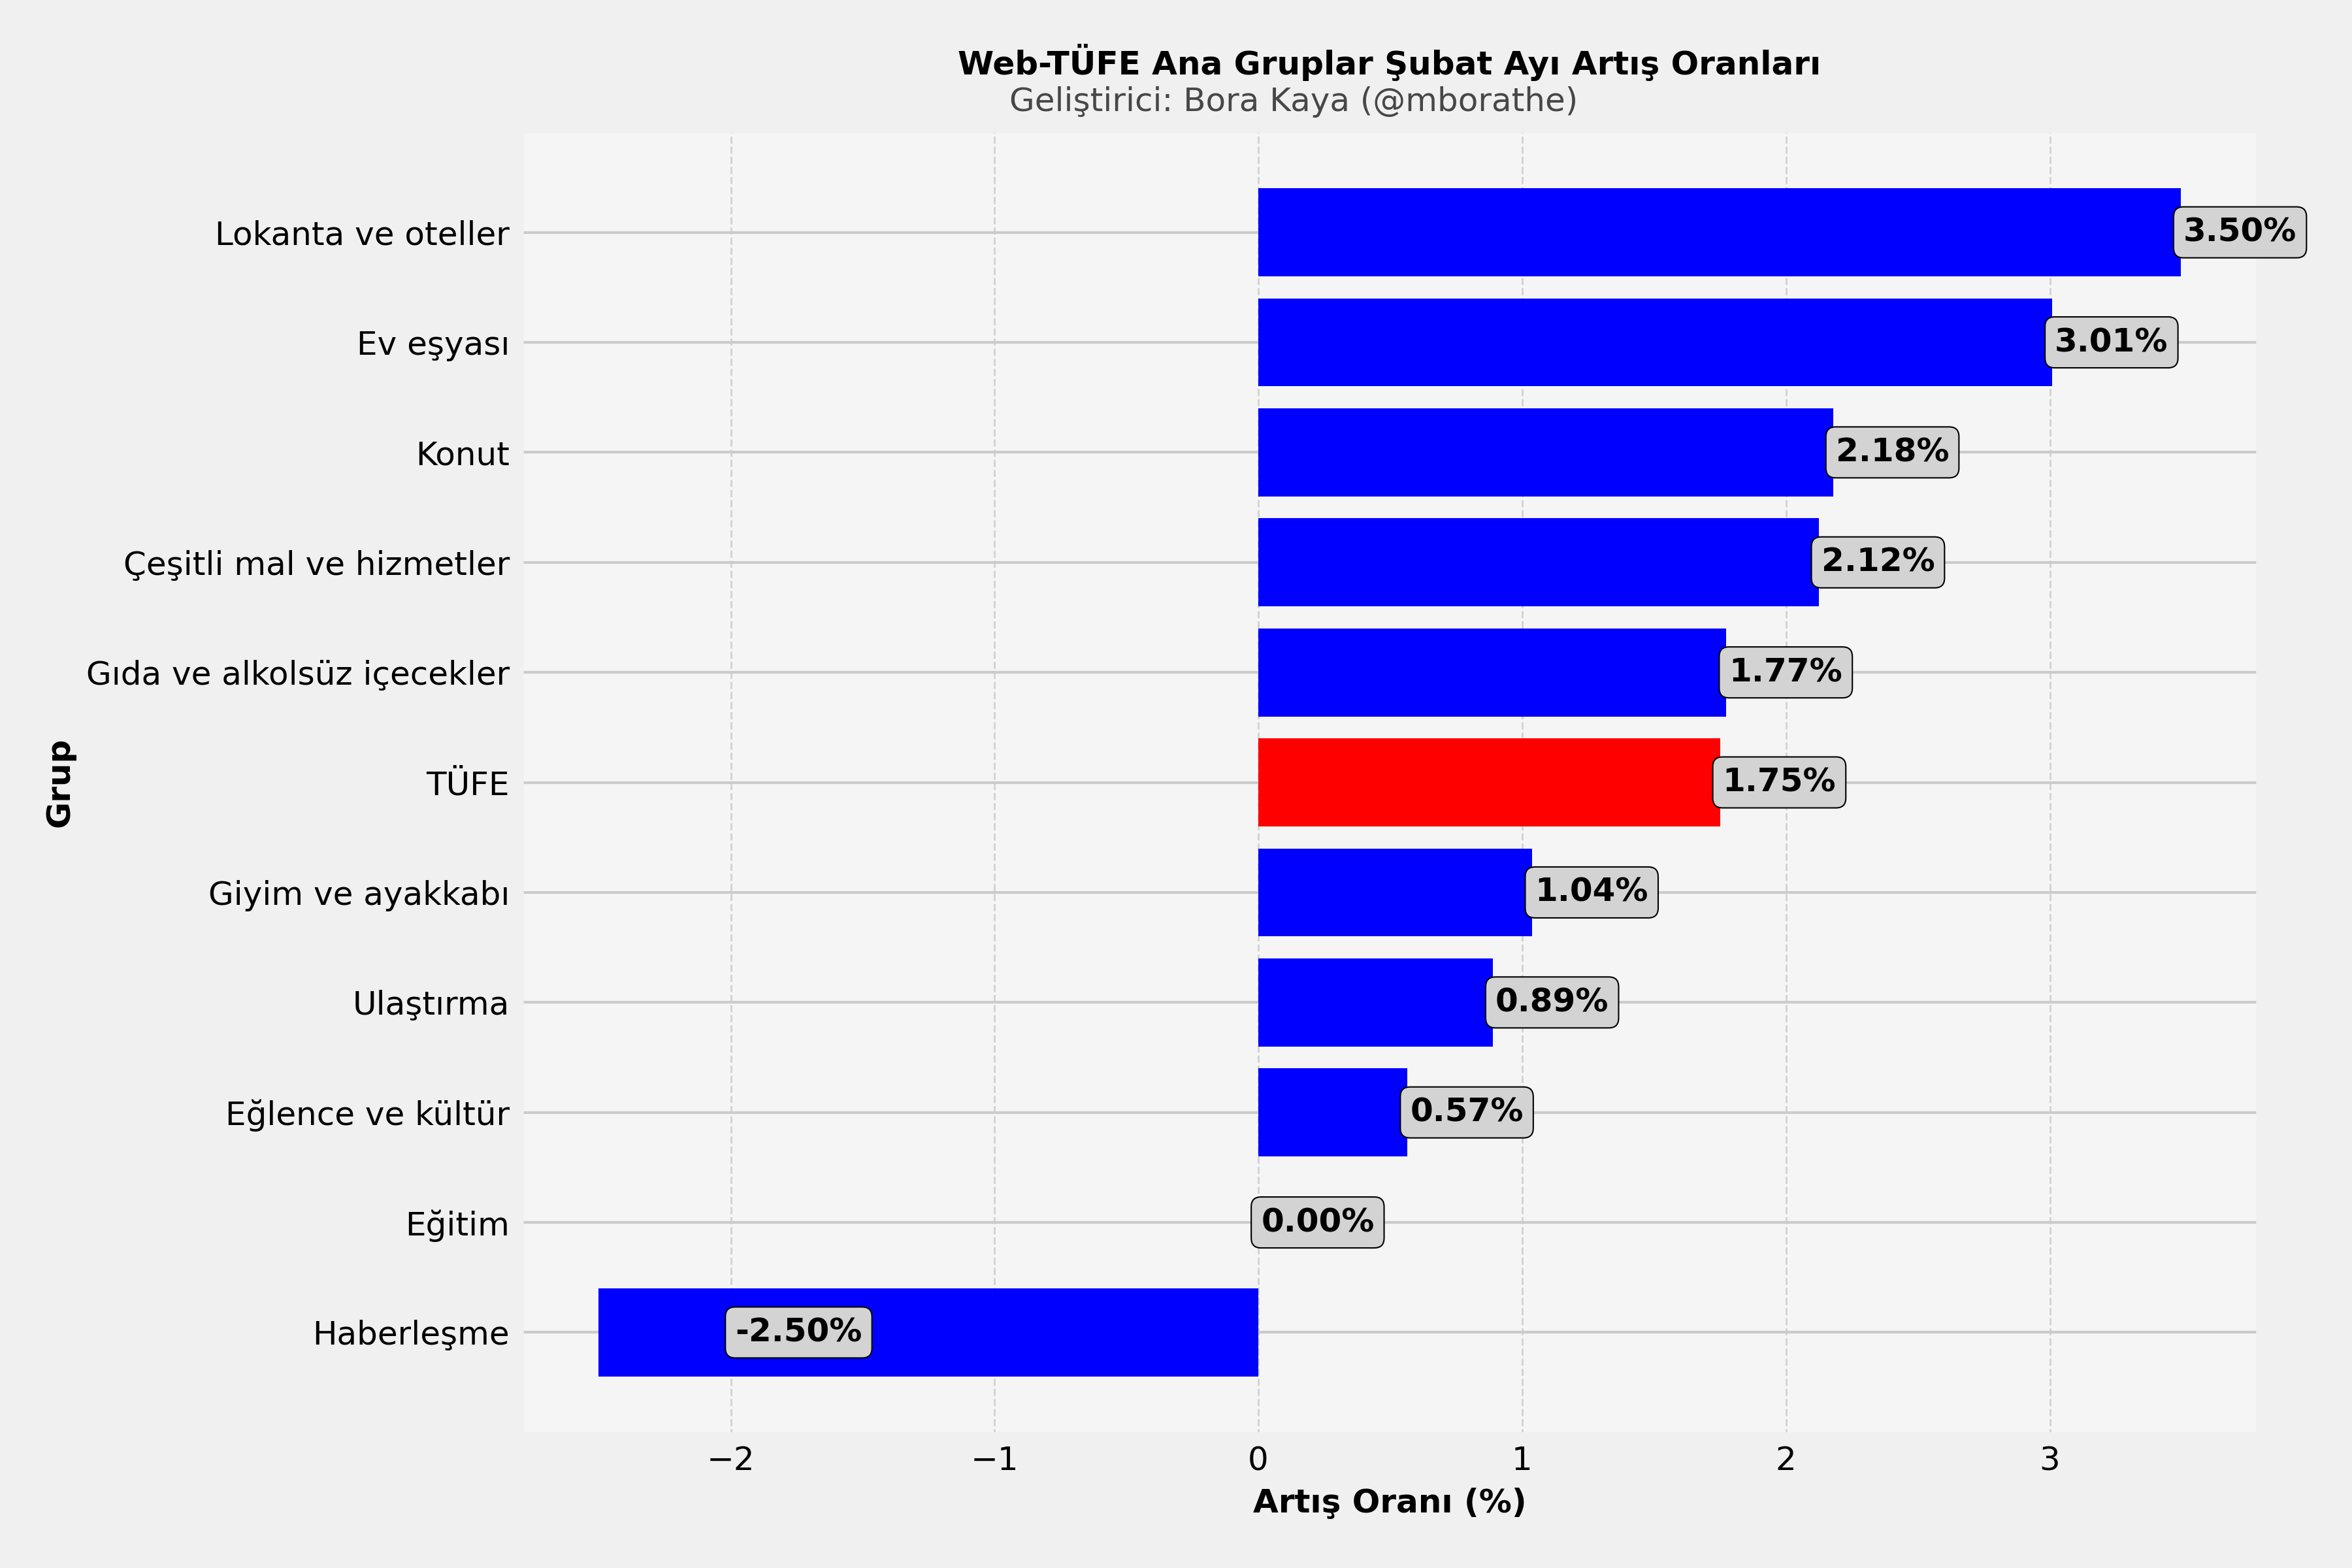 Web-TÜFE Ana Gruplar Şubat Ayı Artış Oranları
Geliştirici: Bora Kaya (@mborathe)
Grup
Lokanta ve oteller 3.50%
Ev eşyası 3.01%
Konut 2.18%
Çeşitli mal ve hizmetler 2.12%
Gıda ve alkolsüz içecekler 1.77%
TÜFE 1.75%
Giyim ve ayakkabı 1.04%
Ulaştırma 0.89%
Eğlence ve kültür 0.57%
Eğitim 0.00%
Haberleşme -2.50%
−2 −1 0 1 2 3
Artış Oranı (%)